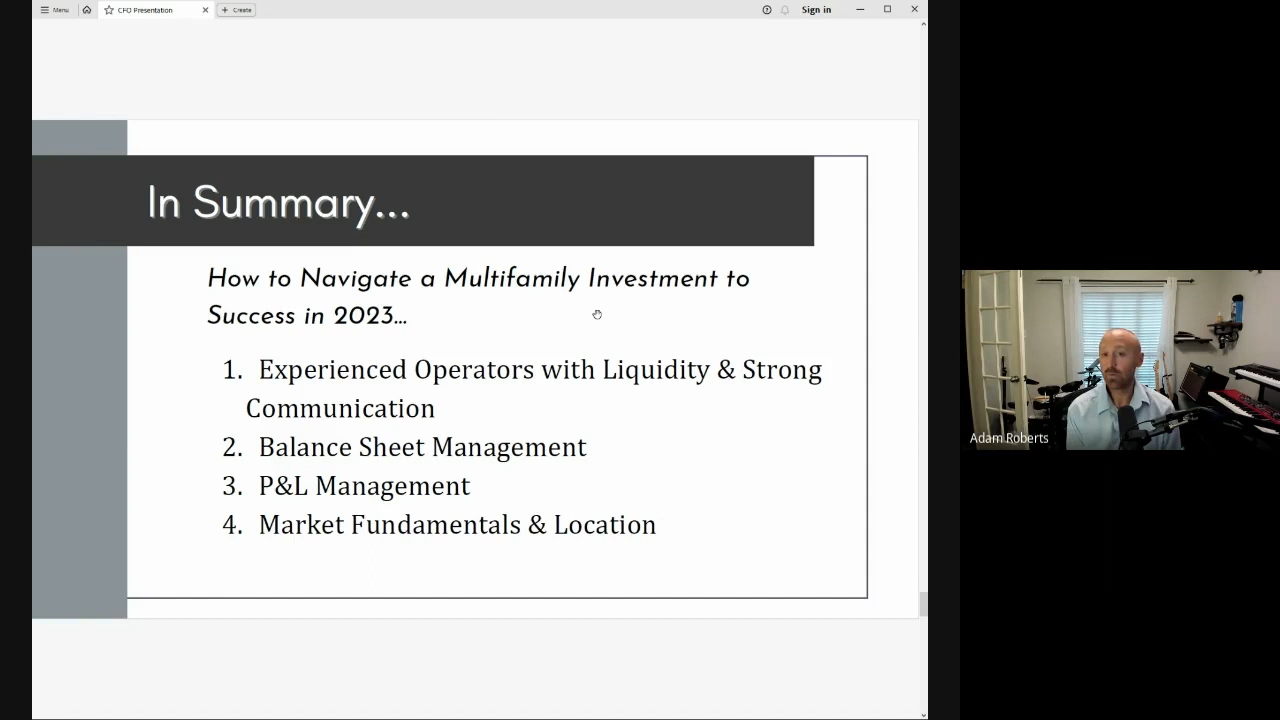 Menu
CFO Presentation
Create
Sign in
In Summary...
How to Navigate a Multifamily Investment to
Success in 2023...
1. Experienced Operators with Liquidity & Strong
Communication
2. Balance Sheet Management
3. P&L Management
4. Market Fundamentals & Location
Adam Roberts